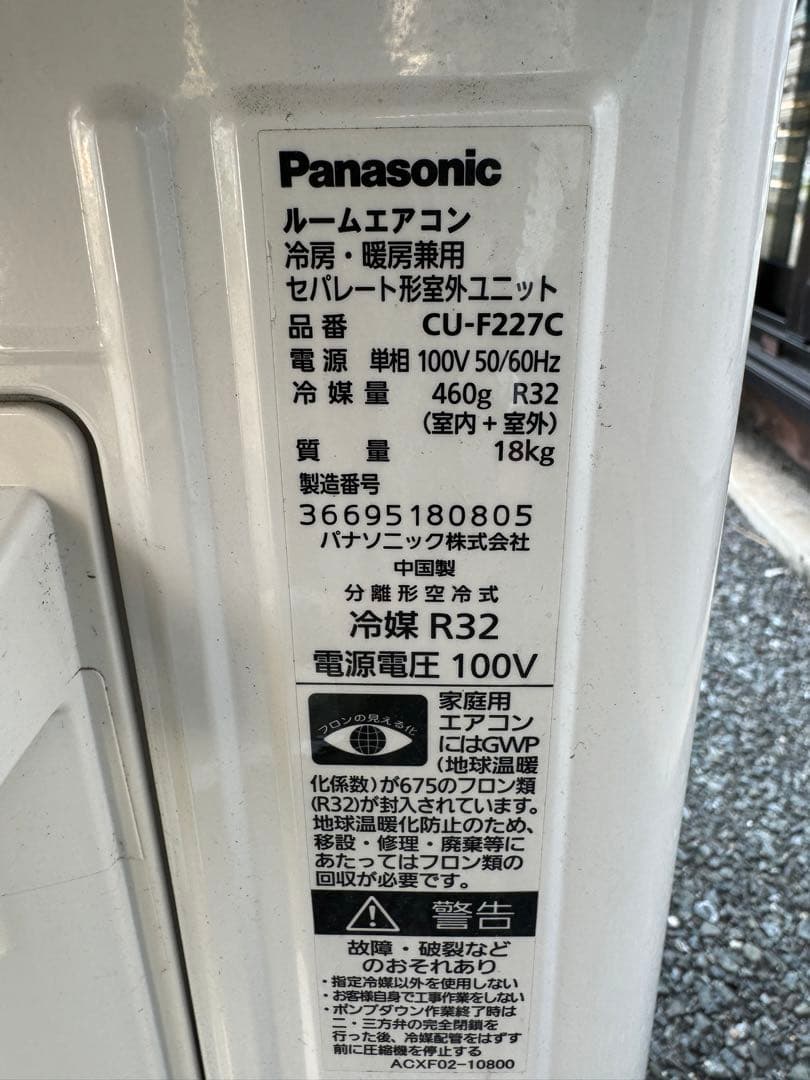 Panasonic
ルームエアコン
冷房・暖房兼用
セパレート形室外ユニット
品番 CU-F227C
電源 単相 100V 50/60Hz
冷媒量 460g R32
(室内+室外)
質量 18kg
製造番号
36695180805
パナソニック株式会社
中国製
分離形空冷式
冷媒 R32
電源電圧 100V
フロンの見える化
家庭用
エアコン
にはGWP
(地球温暖
化係数)が675のフロン類
(R32)が封入されています。
地球温暖化防止のため、
移設・修理・廃棄等に
あたってはフロン類の
回収が必要です。
警告
故障・破裂など
のおそれあり
・指定冷媒以外を使用しない
・お客様自身で工事作業をしない
・ポンプダウン作業終了時は
二・三方弁の完全閉鎖を
行った後、冷媒配管をはずす
前に圧縮機を停止する
ACXF02-10800